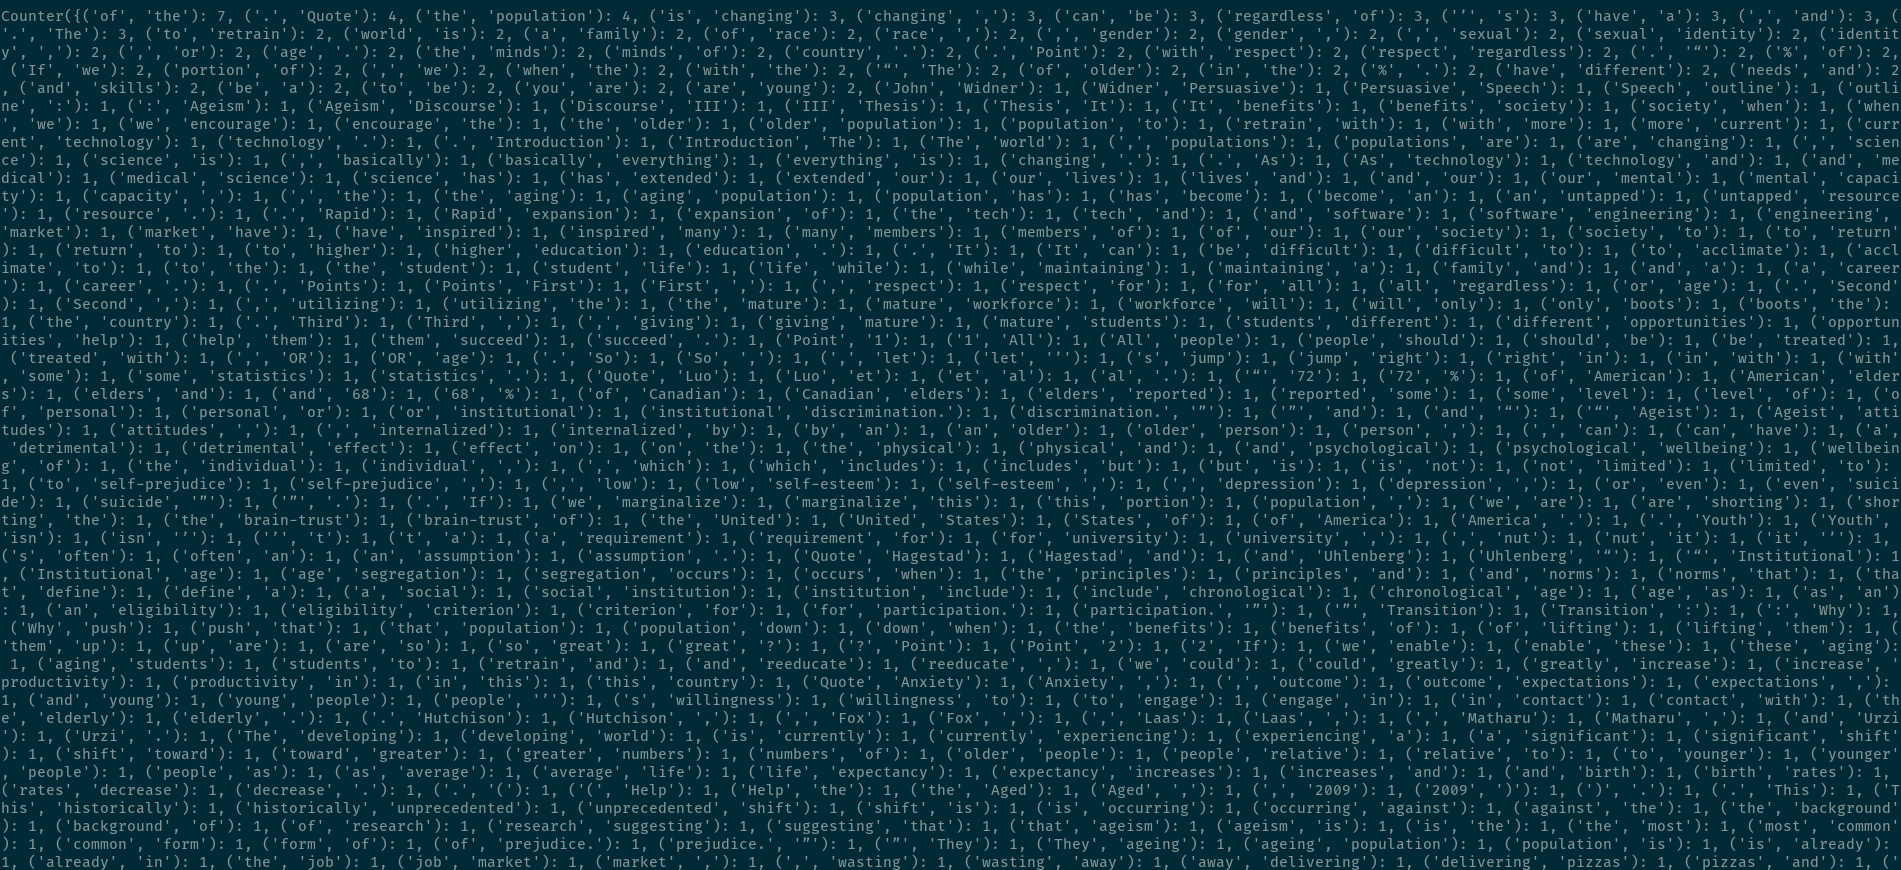 Counter({('of', 'the'): 7, ('.', 'Quote'): 4, ('the', 'population'): 4, ('is', 'changing'): 3, ('changing', ','): 3, ('can', 'be'): 3, ('regardless', 'of'): 3, ('’', 's'): 3, ('have', 'a'): 3, (',', 'and'): 3, (
'.', 'The'): 3, ('to', 'retrain'): 2, ('world', 'is'): 2, ('a', 'family'): 2, ('of', 'race'): 2, ('race', ','): 2, (',', 'gender'): 2, ('gender', ','): 2, (',', 'sexual'): 2, ('sexual', 'identity'): 2, ('identit
y', ','): 2, (',', 'or'): 2, ('age', '.'): 2, ('the', 'minds'): 2, ('minds', 'of'): 2, ('country', '.'): 2, ('.', 'Point'): 2, ('with', 'respect'): 2, ('respect', 'regardless'): 2, ('.', '“'): 2, ('%', 'of'): 2,
 ('If', 'we'): 2, ('portion', 'of'): 2, (',', 'we'): 2, ('when', 'the'): 2, ('with', 'the'): 2, ('“', 'The'): 2, ('of', 'older'): 2, ('in', 'the'): 2, ('%', '.'): 2, ('have', 'different'): 2, ('needs', 'and'): 2
, ('and', 'skills'): 2, ('be', 'a'): 2, ('to', 'be'): 2, ('you', 'are'): 2, ('are', 'young'): 2, ('John', 'Widner'): 1, ('Widner', 'Persuasive'): 1, ('Persuasive', 'Speech'): 1, ('Speech', 'outline'): 1, ('outli
ne', ':'): 1, (':', 'Ageism'): 1, ('Ageism', 'Discourse'): 1, ('Discourse', 'III'): 1, ('III', 'Thesis'): 1, ('Thesis', 'It'): 1, ('It', 'benefits'): 1, ('benefits', 'society'): 1, ('society', 'when'): 1, ('when'
, 'we'): 1, ('we', 'encourage'): 1, ('encourage', 'the'): 1, ('the', 'older'): 1, ('older', 'population'): 1, ('population', 'to'): 1, ('retrain', 'with'): 1, ('with', 'more'): 1, ('more', 'current'): 1, ('curr
ent', 'technology'): 1, ('technology', '.'): 1, ('.', 'Introduction'): 1, ('Introduction', 'The'): 1, ('The', 'world'): 1, (',', 'populations'): 1, ('populations', 'are'): 1, ('are', 'changing'): 1, (',', 'scien
ce'): 1, ('science', 'is'): 1, (',', 'basically'): 1, ('basically', 'everything'): 1, ('everything', 'is'): 1, ('changing', '.'): 1, ('.', 'As'): 1, ('As', 'technology'): 1, ('technology', 'and'): 1, ('and', 'me
dical'): 1, ('medical', 'science'): 1, ('science', 'has'): 1, ('has', 'extended'): 1, ('extended', 'our'): 1, ('our', 'lives'): 1, ('lives', 'and'): 1, ('and', 'our'): 1, ('our', 'mental'): 1, ('mental', 'capaci
ty'): 1, ('capacity', ','): 1, (',', 'the'): 1, ('the', 'aging'): 1, ('aging', 'population'): 1, ('population', 'has'): 1, ('has', 'become'): 1, ('become', 'an'): 1, ('an', 'untapped'): 1, ('untapped', 'resource
'): 1, ('resource', '.'): 1, ('.', 'Rapid'): 1, ('Rapid', 'expansion'): 1, ('expansion', 'of'): 1, ('the', 'tech'): 1, ('tech', 'and'): 1, ('and', 'software'): 1, ('software', 'engineering'): 1, ('engineering',
'market'): 1, ('market', 'have'): 1, ('have', 'inspired'): 1, ('inspired', 'many'): 1, ('many', 'members'): 1, ('members', 'of'): 1, ('of', 'our'): 1, ('our', 'society'): 1, ('society', 'to'): 1, ('to', 'return'
): 1, ('return', 'to'): 1, ('to', 'higher'): 1, ('higher', 'education'): 1, ('education', '.'): 1, ('.', 'It'): 1, ('It', 'can'): 1, ('be', 'difficult'): 1, ('difficult', 'to'): 1, ('to', 'acclimate'): 1, ('accl
imate', 'to'): 1, ('to', 'the'): 1, ('the', 'student'): 1, ('student', 'life'): 1, ('life', 'while'): 1, ('while', 'maintaining'): 1, ('maintaining', 'a'): 1, ('family', 'and'): 1, ('and', 'a'): 1, ('a', 'career
'): 1, ('career', '.'): 1, ('.', 'Points'): 1, ('Points', 'First'): 1, ('First', ','): 1, (',', 'respect'): 1, ('respect', 'for'): 1, ('for', 'all'): 1, ('all', 'regardless'): 1, ('or', 'age'): 1, ('.', 'Second'
): 1, ('Second', ','): 1, (',', 'utilizing'): 1, ('utilizing', 'the'): 1, ('the', 'mature'): 1, ('mature', 'workforce'): 1, ('workforce', 'will'): 1, ('will', 'only'): 1, ('only', 'boots'): 1, ('boots', 'the'):
1, ('the', 'country'): 1, ('.', 'Third'): 1, ('Third', ','): 1, (',', 'giving'): 1, ('giving', 'mature'): 1, ('mature', 'students'): 1, ('students', 'different'): 1, ('different', 'opportunities'): 1, ('opportun
ities', 'help'): 1, ('help', 'them'): 1, ('them', 'succeed'): 1, ('succeed', '.'): 1, ('Point', '1'): 1, ('1', 'All'): 1, ('All', 'people'): 1, ('people', 'should'): 1, ('should', 'be'): 1, ('be', 'treated'): 1,
 ('treated', 'with'): 1, (',', 'OR'): 1, ('OR', 'age'): 1, ('.', 'So'): 1, ('So', ','): 1, (',', 'let'): 1, ('let', '’'): 1, ('s', 'jump'): 1, ('jump', 'right'): 1, ('right', 'in'): 1, ('in', 'with'): 1, ('with'
, 'some'): 1, ('some', 'statistics'): 1, ('statistics', '.'): 1, ('Quote', 'Luo'): 1, ('Luo', 'et'): 1, ('et', 'al'): 1, ('al', '.'): 1, ('“', '72'): 1, ('72', '%'): 1, ('of', 'American'): 1, ('American', 'elder
s'): 1, ('elders', 'and'): 1, ('and', '68'): 1, ('68', '%'): 1, ('of', 'Canadian'): 1, ('Canadian', 'elders'): 1, ('elders', 'reported'): 1, ('reported', 'some'): 1, ('some', 'level'): 1, ('level', 'of'): 1, ('o
f', 'personal'): 1, ('personal', 'or'): 1, ('or', 'institutional'): 1, ('institutional', 'discrimination.'): 1, ('discrimination.', '”'): 1, ('”', 'and'): 1, ('and', '“'): 1, ('“', 'Ageist'): 1, ('Ageist', 'atti
tudes'): 1, ('attitudes', ','): 1, (',', 'internalized'): 1, ('internalized', 'by'): 1, ('by', 'an'): 1, ('an', 'older'): 1, ('older', 'person'): 1, ('person', ','): 1, (',', 'can'): 1, ('can', 'have'): 1, ('a',
 'detrimental'): 1, ('detrimental', 'effect'): 1, ('effect', 'on'): 1, ('on', 'the'): 1, ('the', 'physical'): 1, ('physical', 'and'): 1, ('and', 'psychological'): 1, ('psychological', 'wellbeing'): 1, ('wellbein
g', 'of'): 1, ('the', 'individual'): 1, ('individual', ','): 1, (',', 'which'): 1, ('which', 'includes'): 1, ('includes', 'but'): 1, ('but', 'is'): 1, ('is', 'not'): 1, ('not', 'limited'): 1, ('limited', 'to'):
1, ('to', 'self-prejudice'): 1, ('self-prejudice', ','): 1, (',', 'low'): 1, ('low', 'self-esteem'): 1, ('self-esteem', ','): 1, (',', 'depression'): 1, ('depression', ','): 1, ('or', 'even'): 1, ('even', 'suici
de'): 1, ('suicide', '”'): 1, ('”', '.'): 1, ('.', 'If'): 1, ('we', 'marginalize'): 1, ('marginalize', 'this'): 1, ('this', 'portion'): 1, ('population', ','): 1, ('we', 'are'): 1, ('are', 'shorting'): 1, ('shor
ting', 'the'): 1, ('the', 'brain-trust'): 1, ('brain-trust', 'of'): 1, ('the', 'United'): 1, ('United', 'States'): 1, ('States', 'of'): 1, ('of', 'America'): 1, ('America', '.'): 1, ('.', 'Youth'): 1, ('Youth',
'isn'): 1, ('isn', '’'): 1, ('’', 't'): 1, ('t', 'a'): 1, ('a', 'requirement'): 1, ('requirement', 'for'): 1, ('for', 'university'): 1, ('university', ','): 1, (',', 'nut'): 1, ('nut', 'it'): 1, ('it', '’'): 1,
('s', 'often'): 1, ('often', 'an'): 1, ('an', 'assumption'): 1, ('assumption', '.'): 1, ('Quote', 'Hagestad'): 1, ('Hagestad', 'and'): 1, ('and', 'Uhlenberg'): 1, ('Uhlenberg', '“'): 1, ('“', 'Institutional'): 1
, ('Institutional', 'age'): 1, ('age', 'segregation'): 1, ('segregation', 'occurs'): 1, ('occurs', 'when'): 1, ('the', 'principles'): 1, ('principles', 'and'): 1, ('and', 'norms'): 1, ('norms', 'that'): 1, ('tha
t', 'define'): 1, ('define', 'a'): 1, ('a', 'social'): 1, ('social', 'institution'): 1, ('institution', 'include'): 1, ('include', 'chronological'): 1, ('chronological', 'age'): 1, ('age', 'as'): 1, ('as', 'an')
: 1, ('an', 'eligibility'): 1, ('eligibility', 'criterion'): 1, ('criterion', 'for'): 1, ('for', 'participation.'): 1, ('participation.', '”'): 1, ('”', 'Transition'): 1, ('Transition', ':'): 1, (':', 'Why'): 1,
 ('Why', 'push'): 1, ('push', 'that'): 1, ('that', 'population'): 1, ('population', 'down'): 1, ('down', 'when'): 1, ('the', 'benefits'): 1, ('benefits', 'of'): 1, ('of', 'lifting'): 1, ('lifting', 'them'): 1, (
'them', 'up'): 1, ('up', 'are'): 1, ('are', 'so'): 1, ('so', 'great'): 1, ('great', '?'): 1, ('?', 'Point'): 1, ('Point', '2'): 1, ('2', 'If'): 1, ('we', 'enable'): 1, ('enable', 'these'): 1, ('these', 'aging'):
 1, ('aging', 'students'): 1, ('students', 'to'): 1, ('retrain', 'and'): 1, ('and', 'reeducate'): 1, ('reeducate', ','): 1, ('we', 'could'): 1, ('could', 'greatly'): 1, ('greatly', 'increase'): 1, ('increase', '
productivity'): 1, ('productivity', 'in'): 1, ('in', 'this'): 1, ('this', 'country'): 1, ('Quote', 'Anxiety'): 1, ('Anxiety', ','): 1, (',', 'outcome'): 1, ('outcome', 'expectations'): 1, ('expectations', ','):
1, ('and', 'young'): 1, ('young', 'people'): 1, ('people', '’'): 1, ('s', 'willingness'): 1, ('willingness', 'to'): 1, ('to', 'engage'): 1, ('engage', 'in'): 1, ('in', 'contact'): 1, ('contact', 'with'): 1, ('th
e', 'elderly'): 1, ('elderly', '.'): 1, ('.', 'Hutchison'): 1, ('Hutchison', ','): 1, (',', 'Fox'): 1, ('Fox', ','): 1, (',', 'Laas'): 1, ('Laas', ','): 1, (',', 'Matharu'): 1, ('Matharu', ','): 1, ('and', 'Urzi
'): 1, ('Urzi', '.'): 1, ('The', 'developing'): 1, ('developing', 'world'): 1, ('is', 'currently'): 1, ('currently', 'experiencing'): 1, ('experiencing', 'a'): 1, ('a', 'significant'): 1, ('significant', 'shift'
): 1, ('shift', 'toward'): 1, ('toward', 'greater'): 1, ('greater', 'numbers'): 1, ('numbers', 'of'): 1, ('older', 'people'): 1, ('people', 'relative'): 1, ('relative', 'to'): 1, ('to', 'younger'): 1, ('younger'
, 'people'): 1, ('people', 'as'): 1, ('as', 'average'): 1, ('average', 'life'): 1, ('life', 'expectancy'): 1, ('expectancy', 'increases'): 1, ('increases', 'and'): 1, ('and', 'birth'): 1, ('birth', 'rates'): 1,
('rates', 'decrease'): 1, ('decrease', '.'): 1, ('.', '('): 1, ('(', 'Help'): 1, ('Help', 'the'): 1, ('the', 'Aged'): 1, ('Aged', ','): 1, (',', '2009'): 1, ('2009', ')'): 1, (')', '.'): 1, ('.', 'This'): 1, ('T
his', 'historically'): 1, ('historically', 'unprecedented'): 1, ('unprecedented', 'shift'): 1, ('shift', 'is'): 1, ('is', 'occurring'): 1, ('occurring', 'against'): 1, ('against', 'the'): 1, ('the', 'background'
): 1, ('background', 'of'): 1, ('of', 'research'): 1, ('research', 'suggesting'): 1, ('suggesting', 'that'): 1, ('that', 'ageism'): 1, ('ageism', 'is'): 1, ('is', 'the'): 1, ('the', 'most'): 1, ('most', 'common'
): 1, ('common', 'form'): 1, ('form', 'of'): 1, ('of', 'prejudice.'): 1, ('prejudice.', '”'): 1, ('”', 'They'): 1, ('They', 'ageing'): 1, ('ageing', 'population'): 1, ('population', 'is'): 1, ('is', 'already'):
1, ('already', 'in'): 1, ('the', 'job'): 1, ('job', 'market'): 1, ('market', ','): 1, (',', 'wasting'): 1, ('wasting', 'away'): 1, ('away', 'delivering'): 1, ('delivering', 'pizzas'): 1, ('pizzas', 'and'): 1, ('